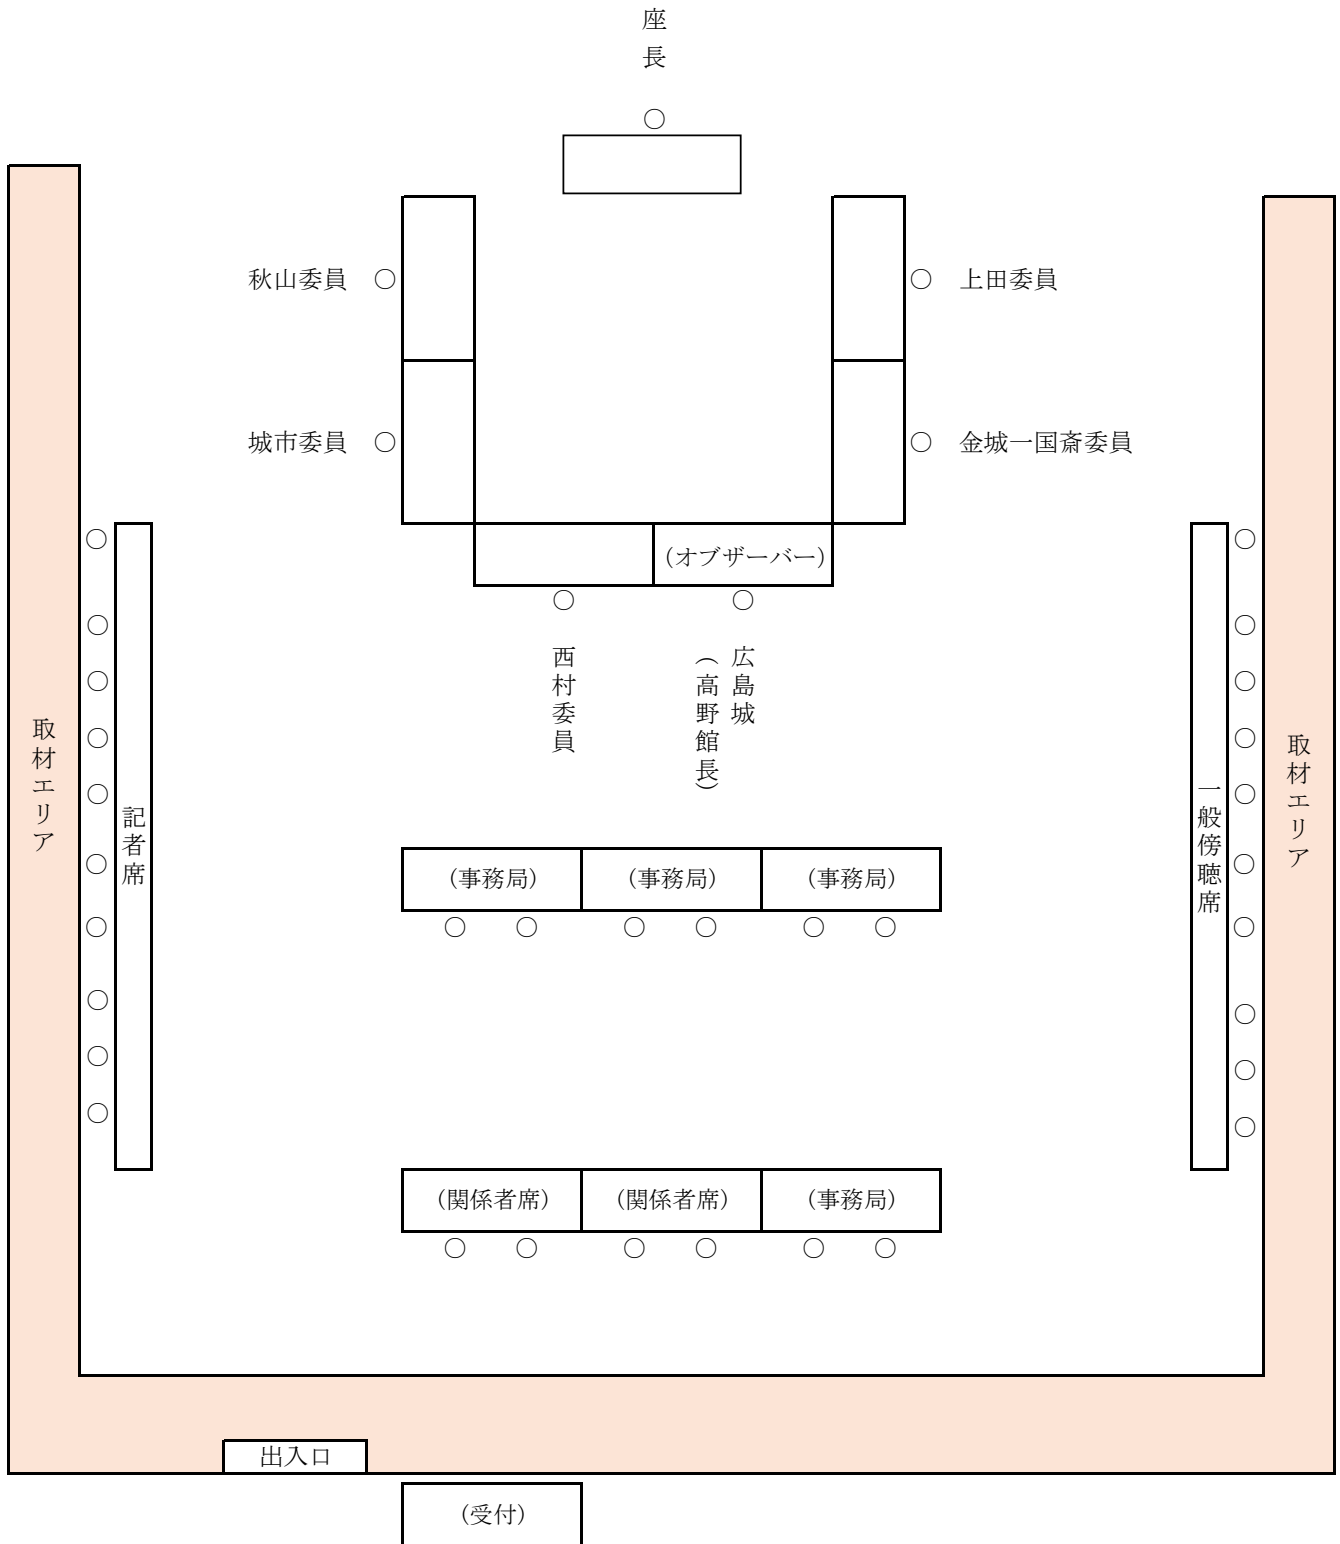 座長
秋山委員 ○
○ 上田委員
城市委員 ○
○ 金城一国斎委員
(オブザーバー)
○ ○
西村委員
広島城
(高野館長)
取材エリア
記者席
一般傍聴席
取材エリア
(事務局) (事務局) (事務局)
(関係者席) (関係者席) (事務局)
出入口
(受付)